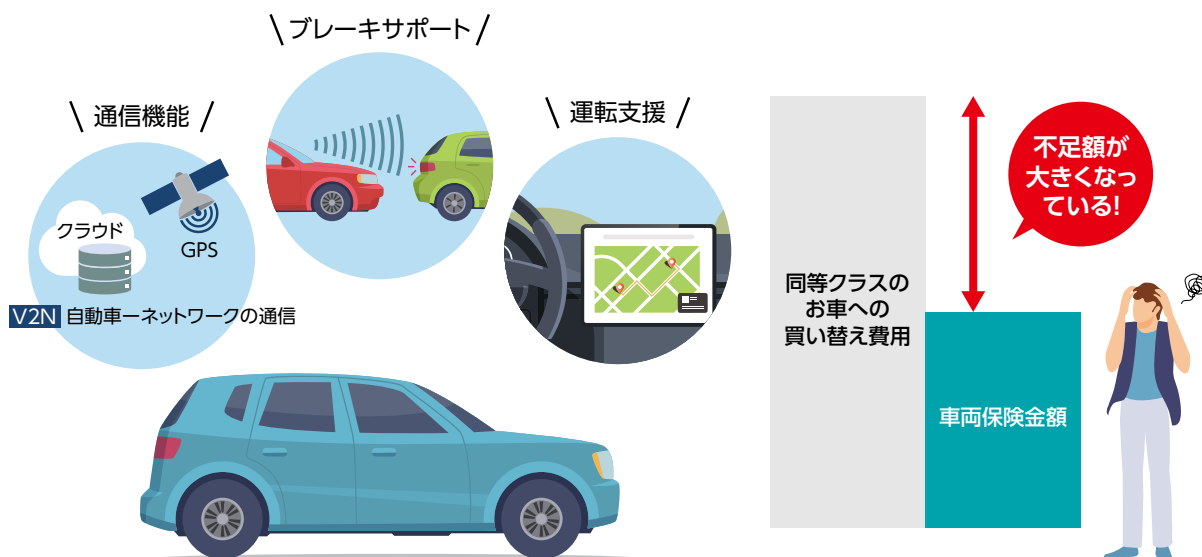 ブレーキサポート
通信機能
運転支援
クラウド
GPS
V2N 自動車ーネットワークの通信
不足額が
大きくなっ
ている!
同等クラスの
お車への
買い替え費用
車両保険金額